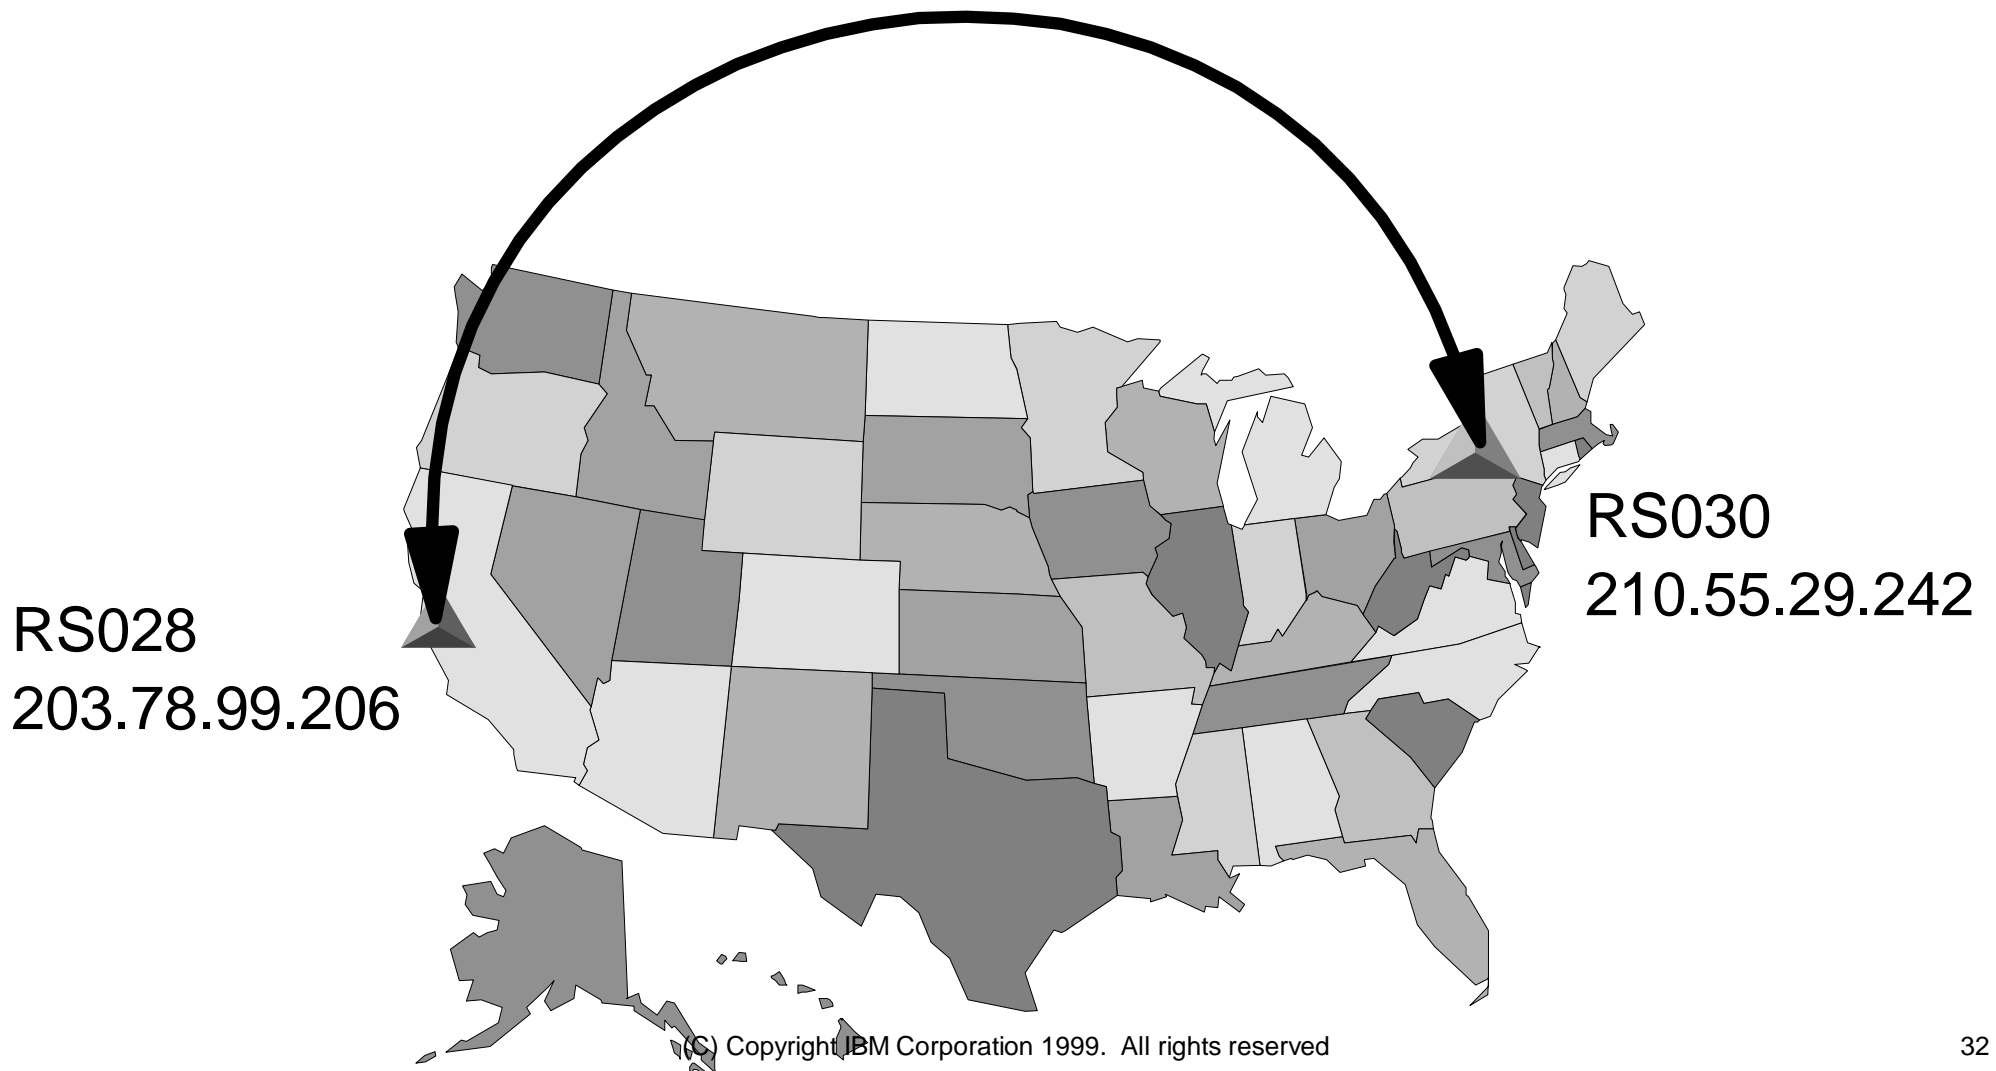 RS030
210.55.29.242
RS028
203.78.99.206
(C) Copyright IBM Corporation 1999.  All rights reserved
32